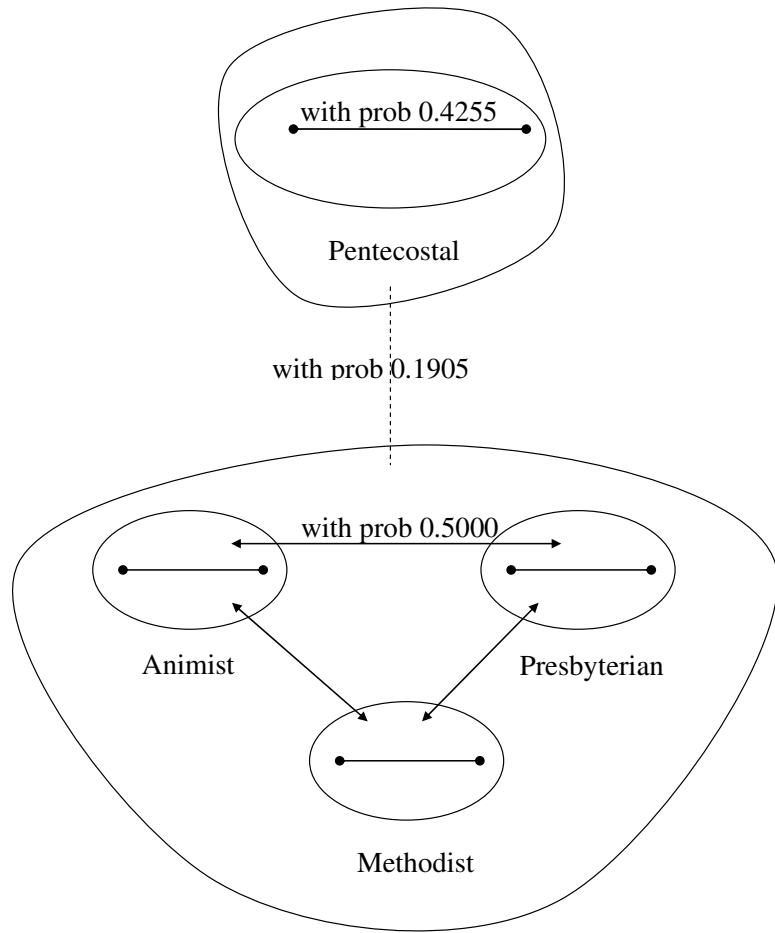 with prob 0.4255
Pentecostal
with prob 0.1905
with prob 0.5000
Animist
Presbyterian
Methodist